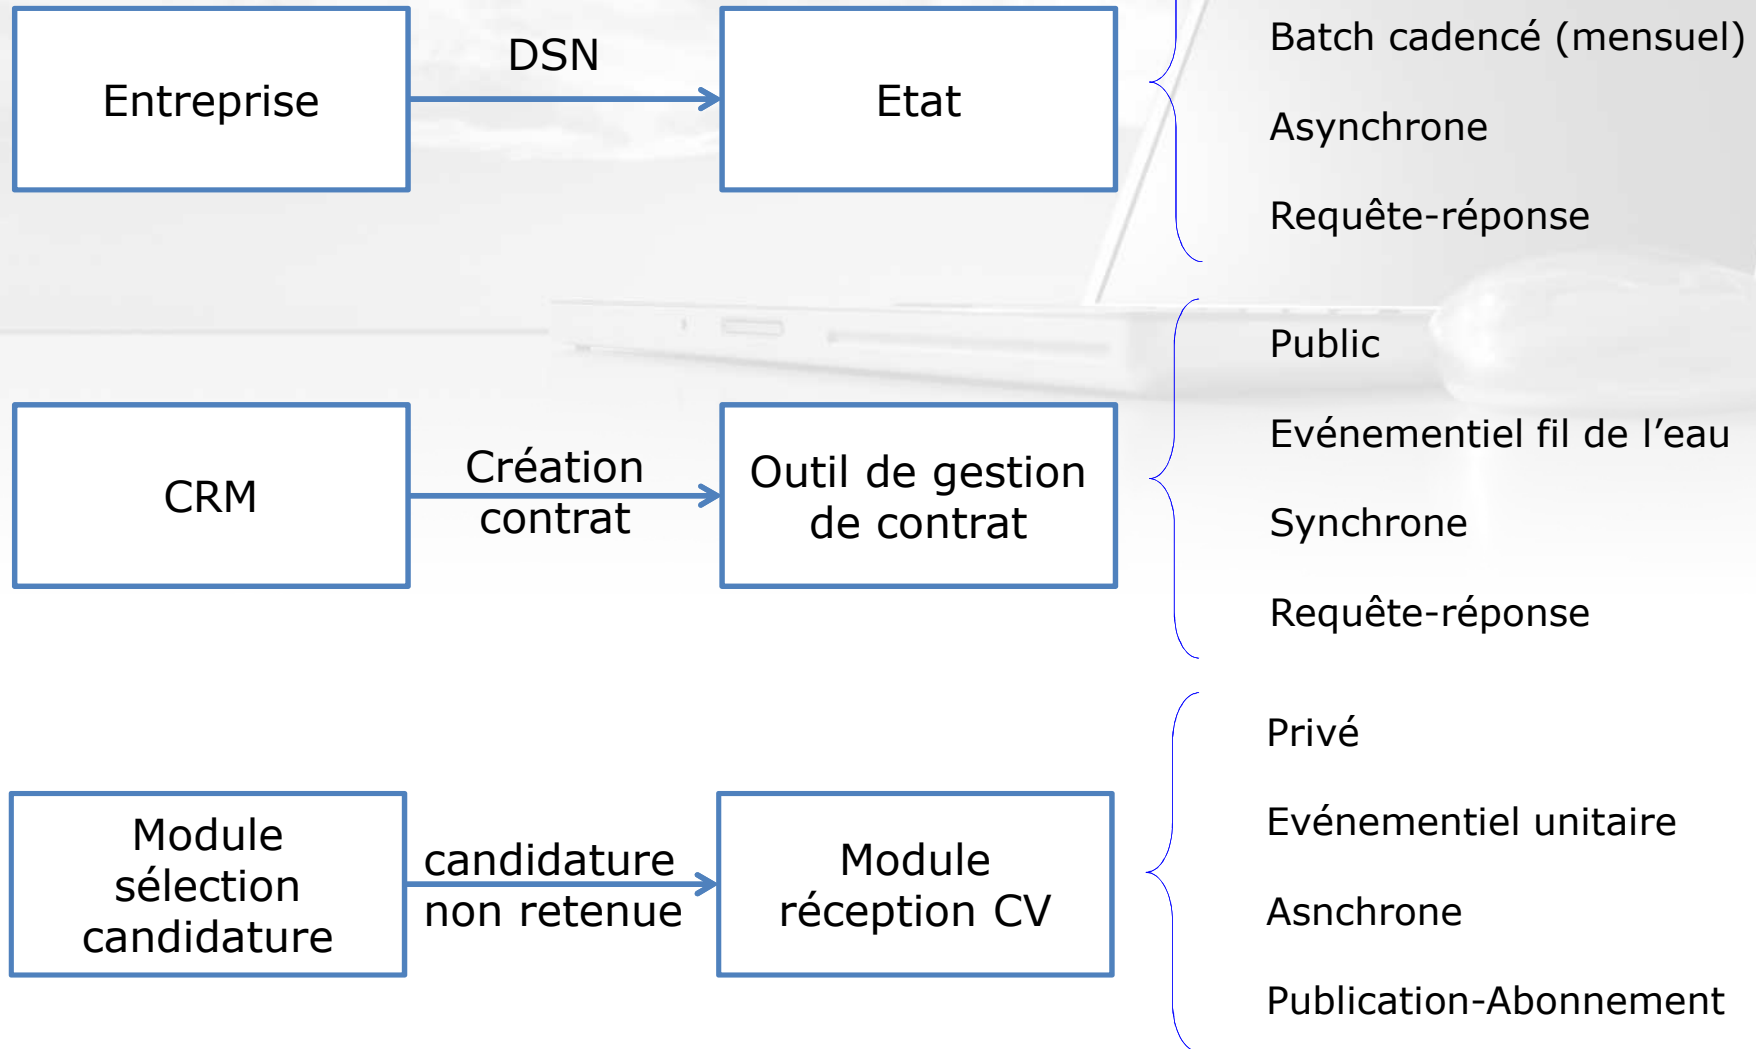 Entreprise
DSN
Etat
Batch cadencé (mensuel)
Asynchrone
Requête-réponse
CRM
Création
contrat
Outil de gestion
de contrat
Public
Evénementiel fil de l’eau
Synchrone
Requête-réponse
Module
sélection
candidature
candidature
non retenue
Module
réception CV
Privé
Evénementiel unitaire
Asnchrone
Publication-Abonnement